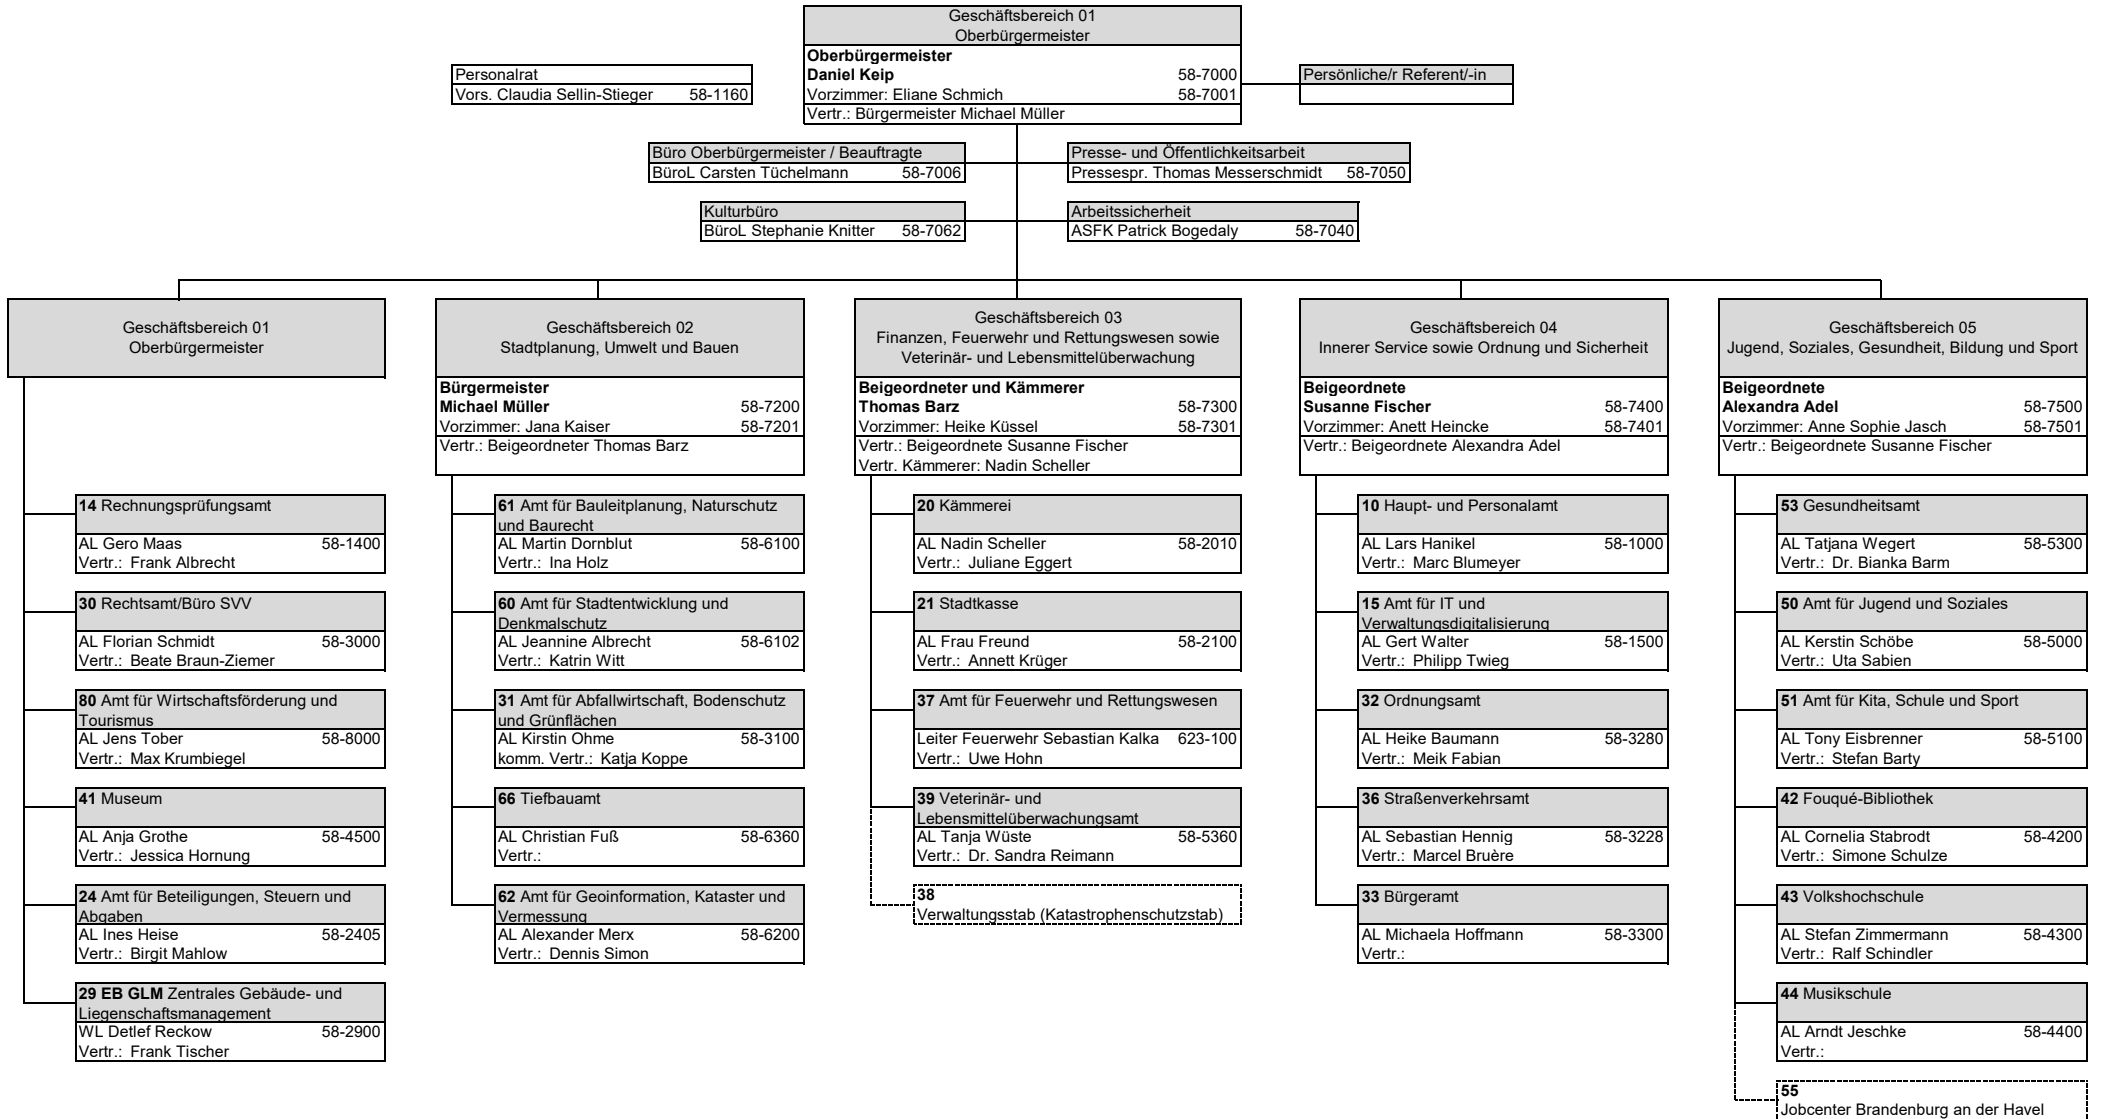 Geschäftsbereich 01
Oberbürgermeister
Oberbürgermeister
Daniel Keip 58-7000
Vorzimmer: Eliane Schmich 58-7001
Vertr.: Bürgermeister Michael Müller
Personalrat
Vors. Claudia Sellin-Stieger 58-1160
Persönliche/r Referent/-in
Büro Oberbürgermeister / Beauftragte
BüroL Carsten Tüchelmann 58-7006
Presse- und Öffentlichkeitsarbeit
Pressespr. Thomas Messerschmidt 58-7050
Kulturbüro
BüroL Stephanie Knitter 58-7062
Arbeitssicherheit
ASFK Patrick Bogedaly 58-7040
Geschäftsbereich 01
Oberbürgermeister
14 Rechnungsprüfungsamt
AL Gero Maas 58-1400
Vertr.: Frank Albrecht
30 Rechtsamt/Büro SVV
AL Florian Schmidt 58-3000
Vertr.: Beate Braun-Ziemer
80 Amt für Wirtschaftsförderung und
Tourismus
AL Jens Tober 58-8000
Vertr.: Max Krumbiegel
41 Museum
AL Anja Grothe 58-4500
Vertr.: Jessica Hornung
24 Amt für Beteiligungen, Steuern und
Abgaben
AL Ines Heise 58-2405
Vertr.: Birgit Mahlow
29 EB GLM Zentrales Gebäude- und
Liegenschaftsmanagement
WL Detlef Reckow 58-2900
Vertr.: Frank Tischer
Geschäftsbereich 02
Stadtplanung, Umwelt und Bauen
Bürgermeister
Michael Müller 58-7200
Vorzimmer: Jana Kaiser 58-7201
Vertr.: Beigeordneter Thomas Barz
61 Amt für Bauleitplanung, Naturschutz
und Baurecht
AL Martin Dornblut 58-6100
Vertr.: Ina Holz
60 Amt für Stadtentwicklung und
Denkmalschutz
AL Jeannine Albrecht 58-6102
Vertr.: Katrin Witt
31 Amt für Abfallwirtschaft, Bodenschutz
und Grünflächen
AL Kirstin Ohme 58-3100
komm. Vertr.: Katja Koppe
66 Tiefbauamt
AL Christian Fuß 58-6360
Vertr.:
62 Amt für Geoinformation, Kataster und
Vermessung
AL Alexander Merx 58-6200
Vertr.: Dennis Simon
Geschäftsbereich 03
Finanzen, Feuerwehr und Rettungswesen sowie
Veterinär- und Lebensmittelüberwachung
Beigeordneter und Kämmerer
Thomas Barz 58-7300
Vorzimmer: Heike Küssel 58-7301
Vertr.: Beigeordnete Susanne Fischer
Vertr. Kämmerer: Nadin Scheller
20 Kämmerei
AL Nadin Scheller 58-2010
Vertr.: Juliane Eggert
21 Stadtkasse
AL Frau Freund 58-2100
Vertr.: Annett Krüger
37 Amt für Feuerwehr und Rettungswesen
Leiter Feuerwehr Sebastian Kalka 623-100
Vertr.: Uwe Hohn
39 Veterinär- und
Lebensmittelüberwachungsamt
AL Tanja Wüste 58-5360
Vertr.: Dr. Sandra Reimann
38
Verwaltungsstab (Katastrophenschutzstab)
Geschäftsbereich 04
Innerer Service sowie Ordnung und Sicherheit
Beigeordnete
Susanne Fischer 58-7400
Vorzimmer: Anett Heincke 58-7401
Vertr.: Beigeordnete Alexandra Adel
10 Haupt- und Personalamt
AL Lars Hanikel 58-1000
Vertr.: Marc Blumeyer
15 Amt für IT und
Verwaltungsdigitalisierung
AL Gert Walter 58-1500
Vertr.: Philipp Twieg
32 Ordnungsamt
AL Heike Baumann 58-3280
Vertr.: Meik Fabian
36 Straßenverkehrsamt
AL Sebastian Hennig 58-3228
Vertr.: Marcel Bruère
33 Bürgeramt
AL Michaela Hoffmann 58-3300
Vertr.:
Geschäftsbereich 05
Jugend, Soziales, Gesundheit, Bildung und Sport
Beigeordnete
Alexandra Adel 58-7500
Vorzimmer: Anne Sophie Jasch 58-7501
Vertr.: Beigeordnete Susanne Fischer
53 Gesundheitsamt
AL Tatjana Wegert 58-5300
Vertr.: Dr. Bianka Barm
50 Amt für Jugend und Soziales
AL Kerstin Schöbe 58-5000
Vertr.: Uta Sabien
51 Amt für Kita, Schule und Sport
AL Tony Eisbrenner 58-5100
Vertr.: Stefan Barty
42 Fouqué-Bibliothek
AL Cornelia Stabrodt 58-4200
Vertr.: Simone Schulze
43 Volkshochschule
AL Stefan Zimmermann 58-4300
Vertr.: Ralf Schindler
44 Musikschule
AL Arndt Jeschke 58-4400
Vertr.:
55
Jobcenter Brandenburg an der Havel